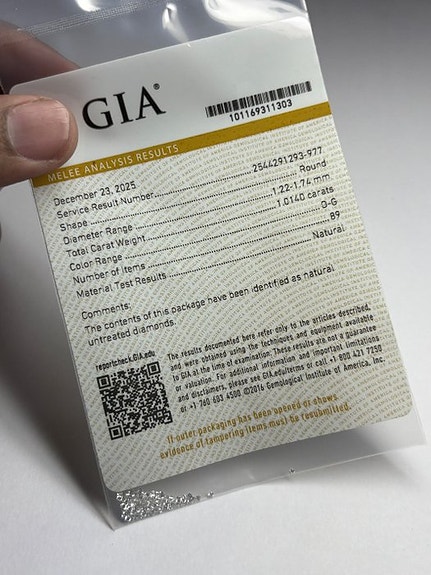 GIA®
101169311303
MELEE ANALYSIS RESULTS
December 23, 2025
Service Result Number 2544291293-977
Shape Round
Diameter Range 1.22-1.74 mm
Total Carat Weight 1.0140 carats
Color Range D-G
Number of Items 89
Material Test Results Natural
Comments:
The contents of this package have been identified as natural
untreated diamonds.
reportcheck.GIA.edu
The results documented here refer only to the articles described,
and were obtained using the techniques and equipment available
to GIA at the time of examination. These results are not a guarantee
or valuation. For additional information and important limitations
and disclaimers, please see GIA.edu/terms or call +1 800 421 7250
or +1 760 603 4500 ©2016 Gemological Institute of America, Inc.
If outer packaging has been opened or shows
evidence of tampering items must be resubmitted.